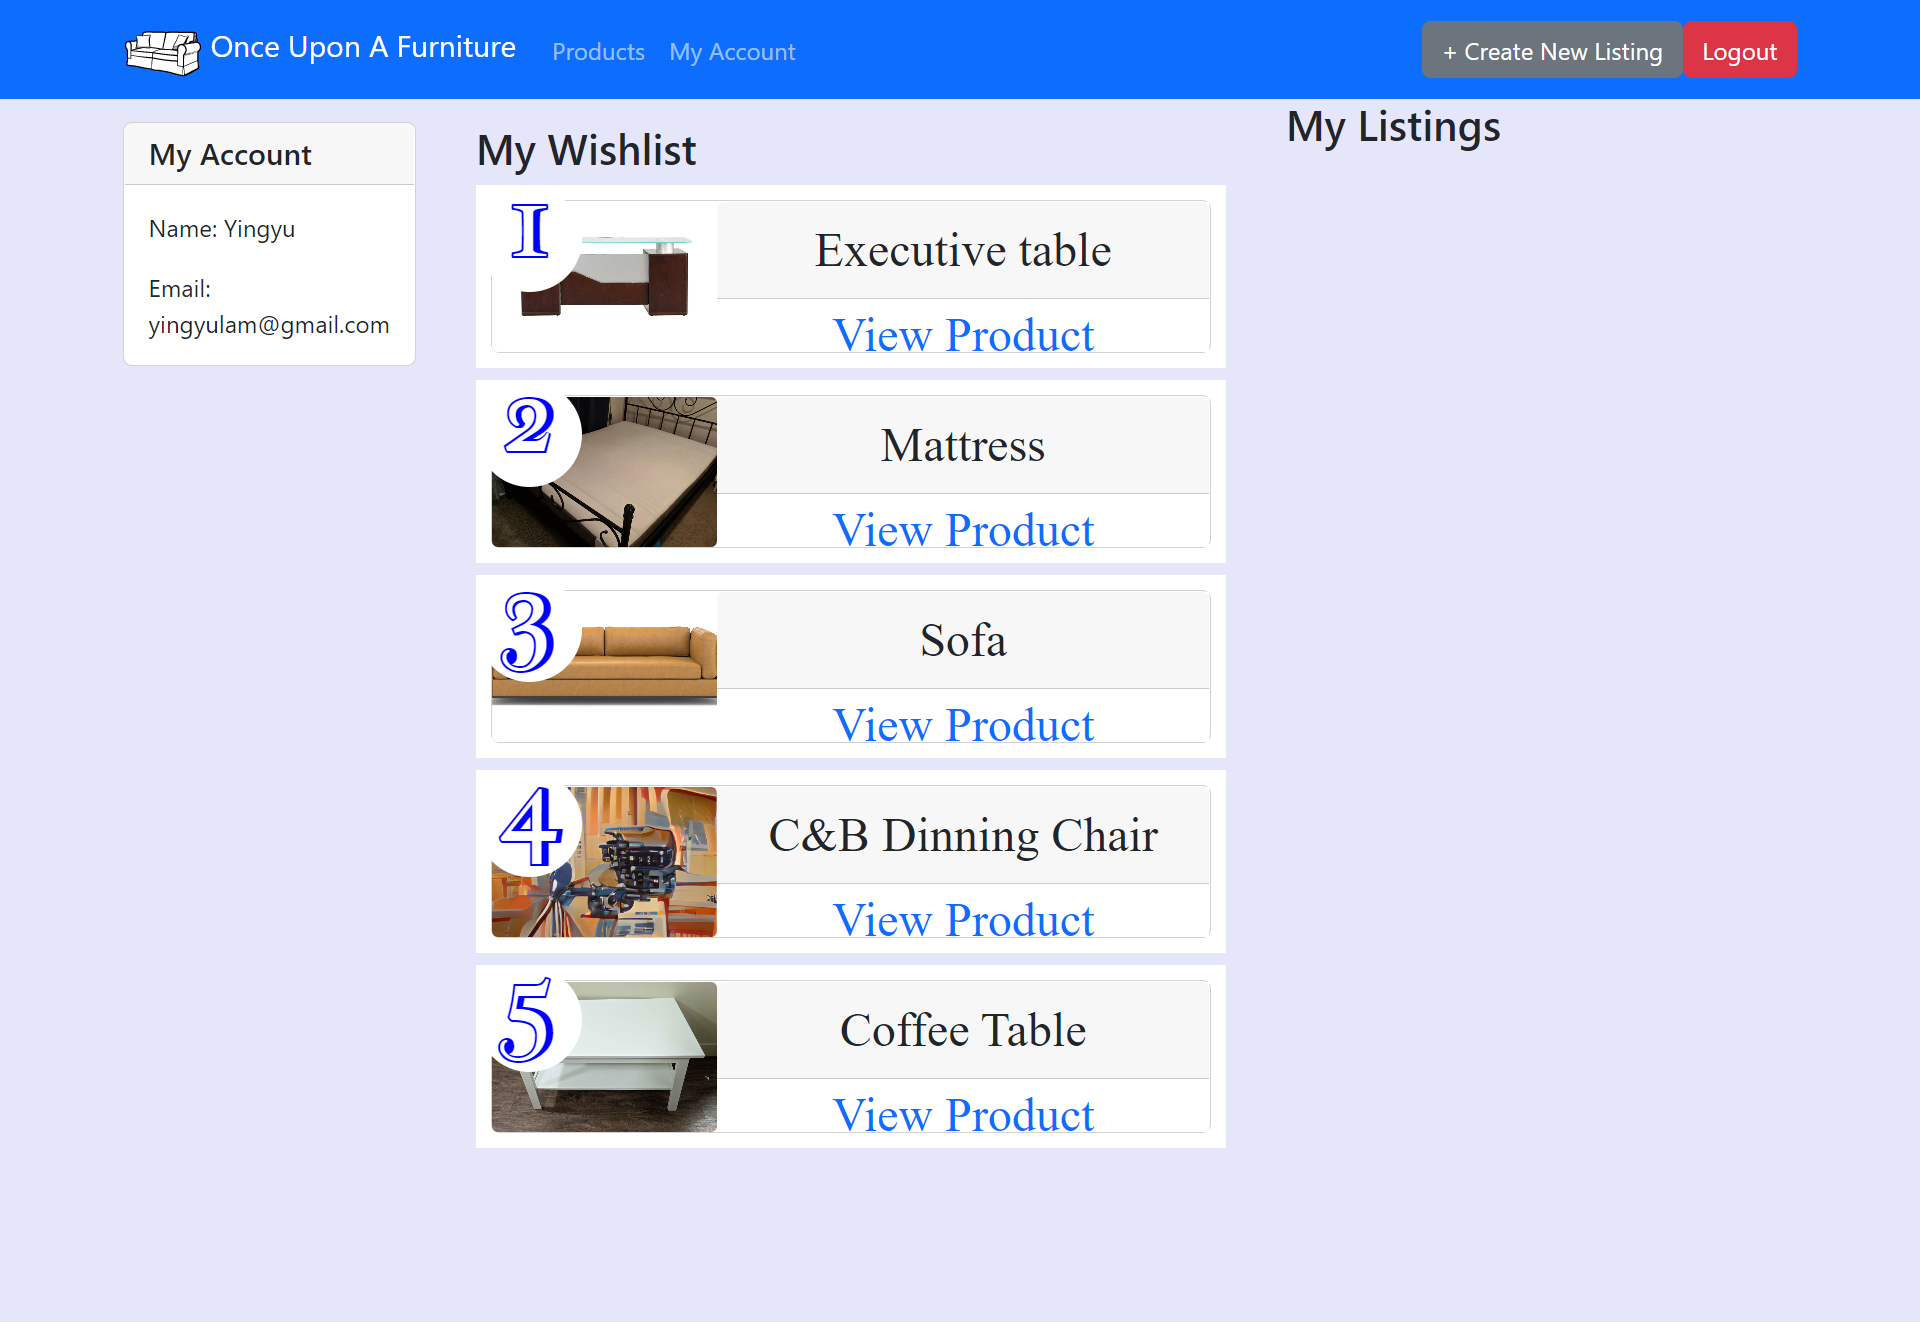 Once Upon A Furniture
Products
My Account
+ Create New Listing
Logout
My Account
Name: Yingyu
Email:
yingyulam@gmail.com
My Wishlist
1
Executive table
View Product
2
Mattress
View Product
3
Sofa
View Product
4
C&B Dinning Chair
View Product
5
Coffee Table
View Product
My Listings